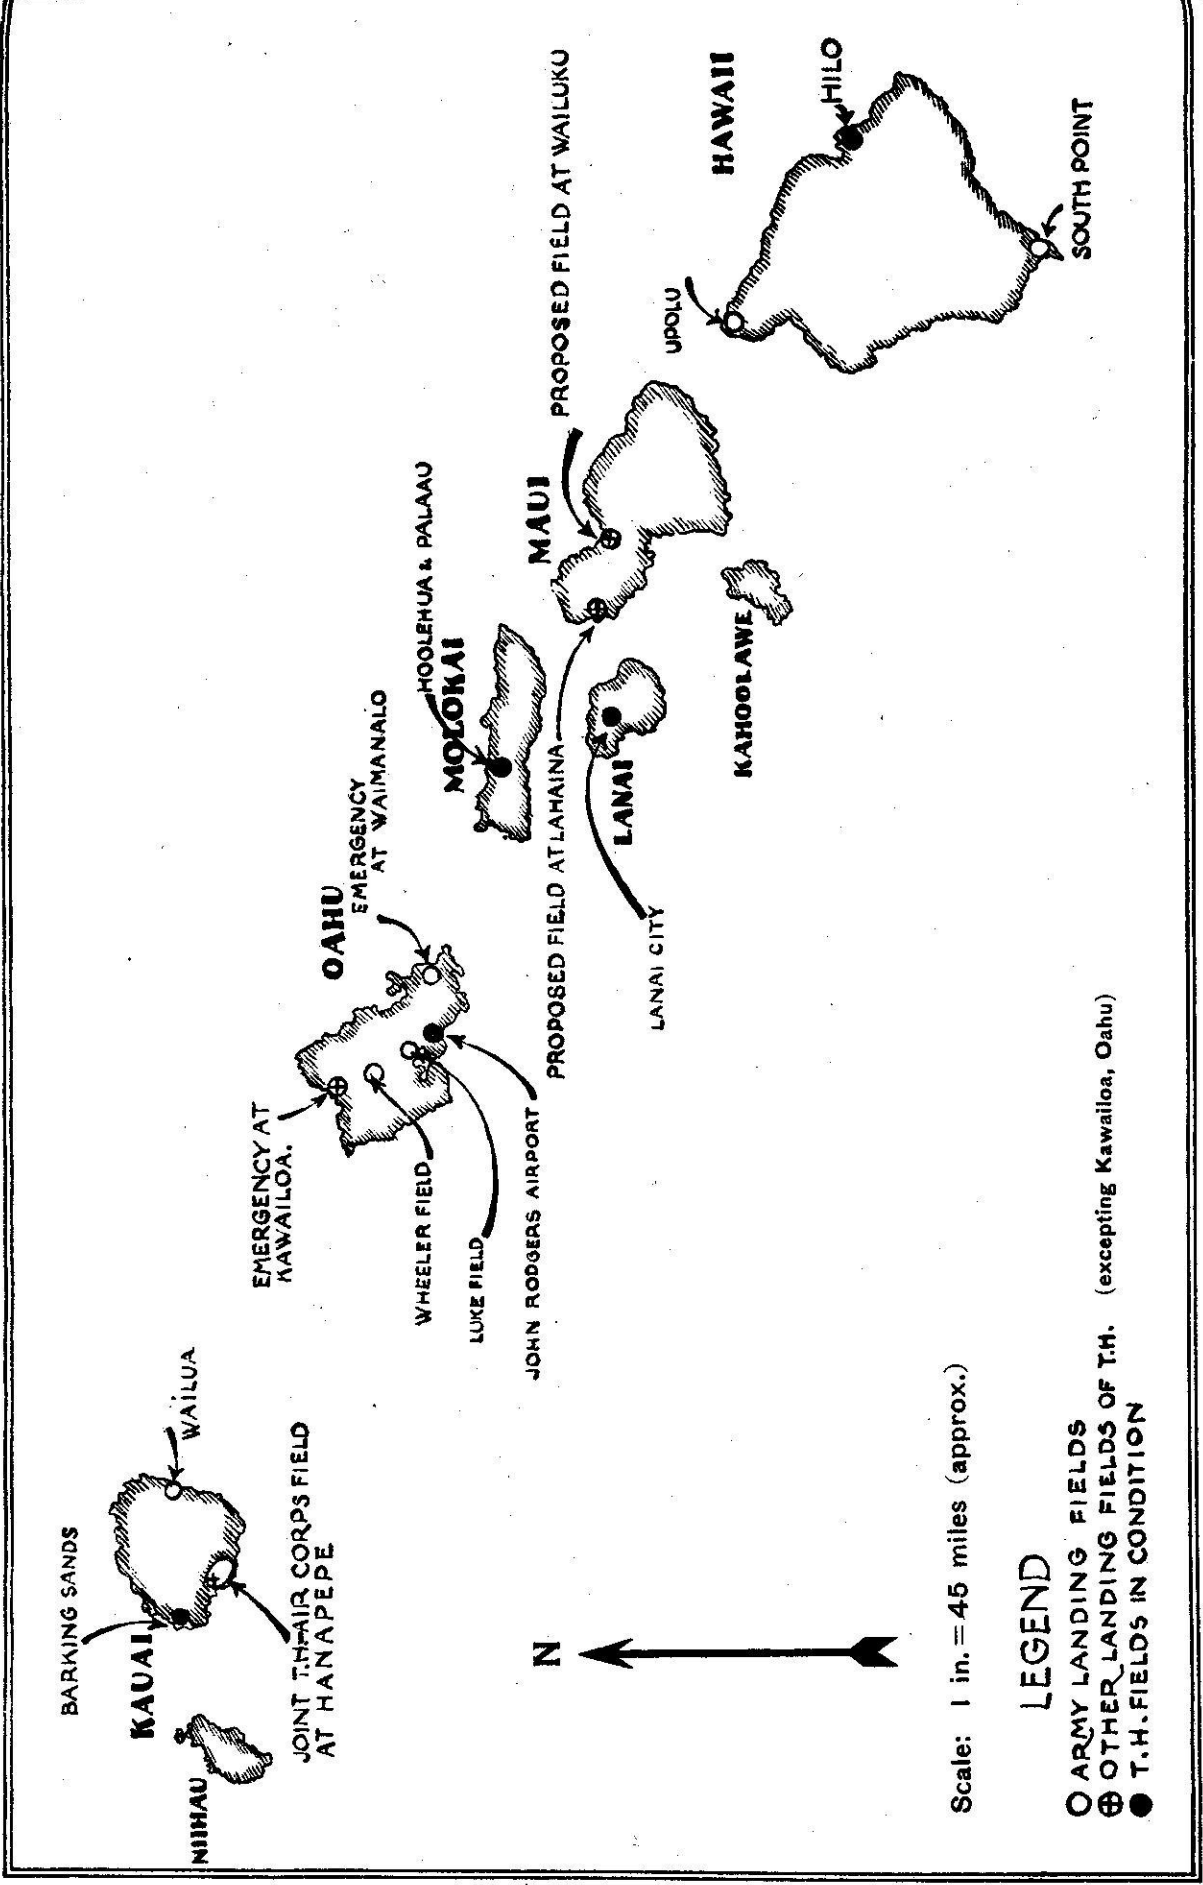 BARKING SANDS
KAUAI
NIIHAU
WAILUA
JOINT T.H.-AIR CORPS FIELD
AT HANAPEPE
OAHU
EMERGENCY
AT WAIMANALO
EMERGENCY AT
KAWAILOA.
WHEELER FIELD
LUKE FIELD
JOHN RODGERS AIRPORT
HOOLEHUA & PALAAU
MOLOKAI
PROPOSED FIELD AT WAILUKU
MAUI
PROPOSED FIELD AT LAHAINA
LANAI
LANAI CITY
KAHOOLAWE
UPOLU
HAWAII
HILO
SOUTH POINT
N
Scale: 1 in.=45 miles (approx.)
LEGEND
ARMY LANDING FIELDS
OTHER LANDING FIELDS OF T.H. (excepting Kawailoa, Oahu)
T.H. FIELDS IN CONDITION